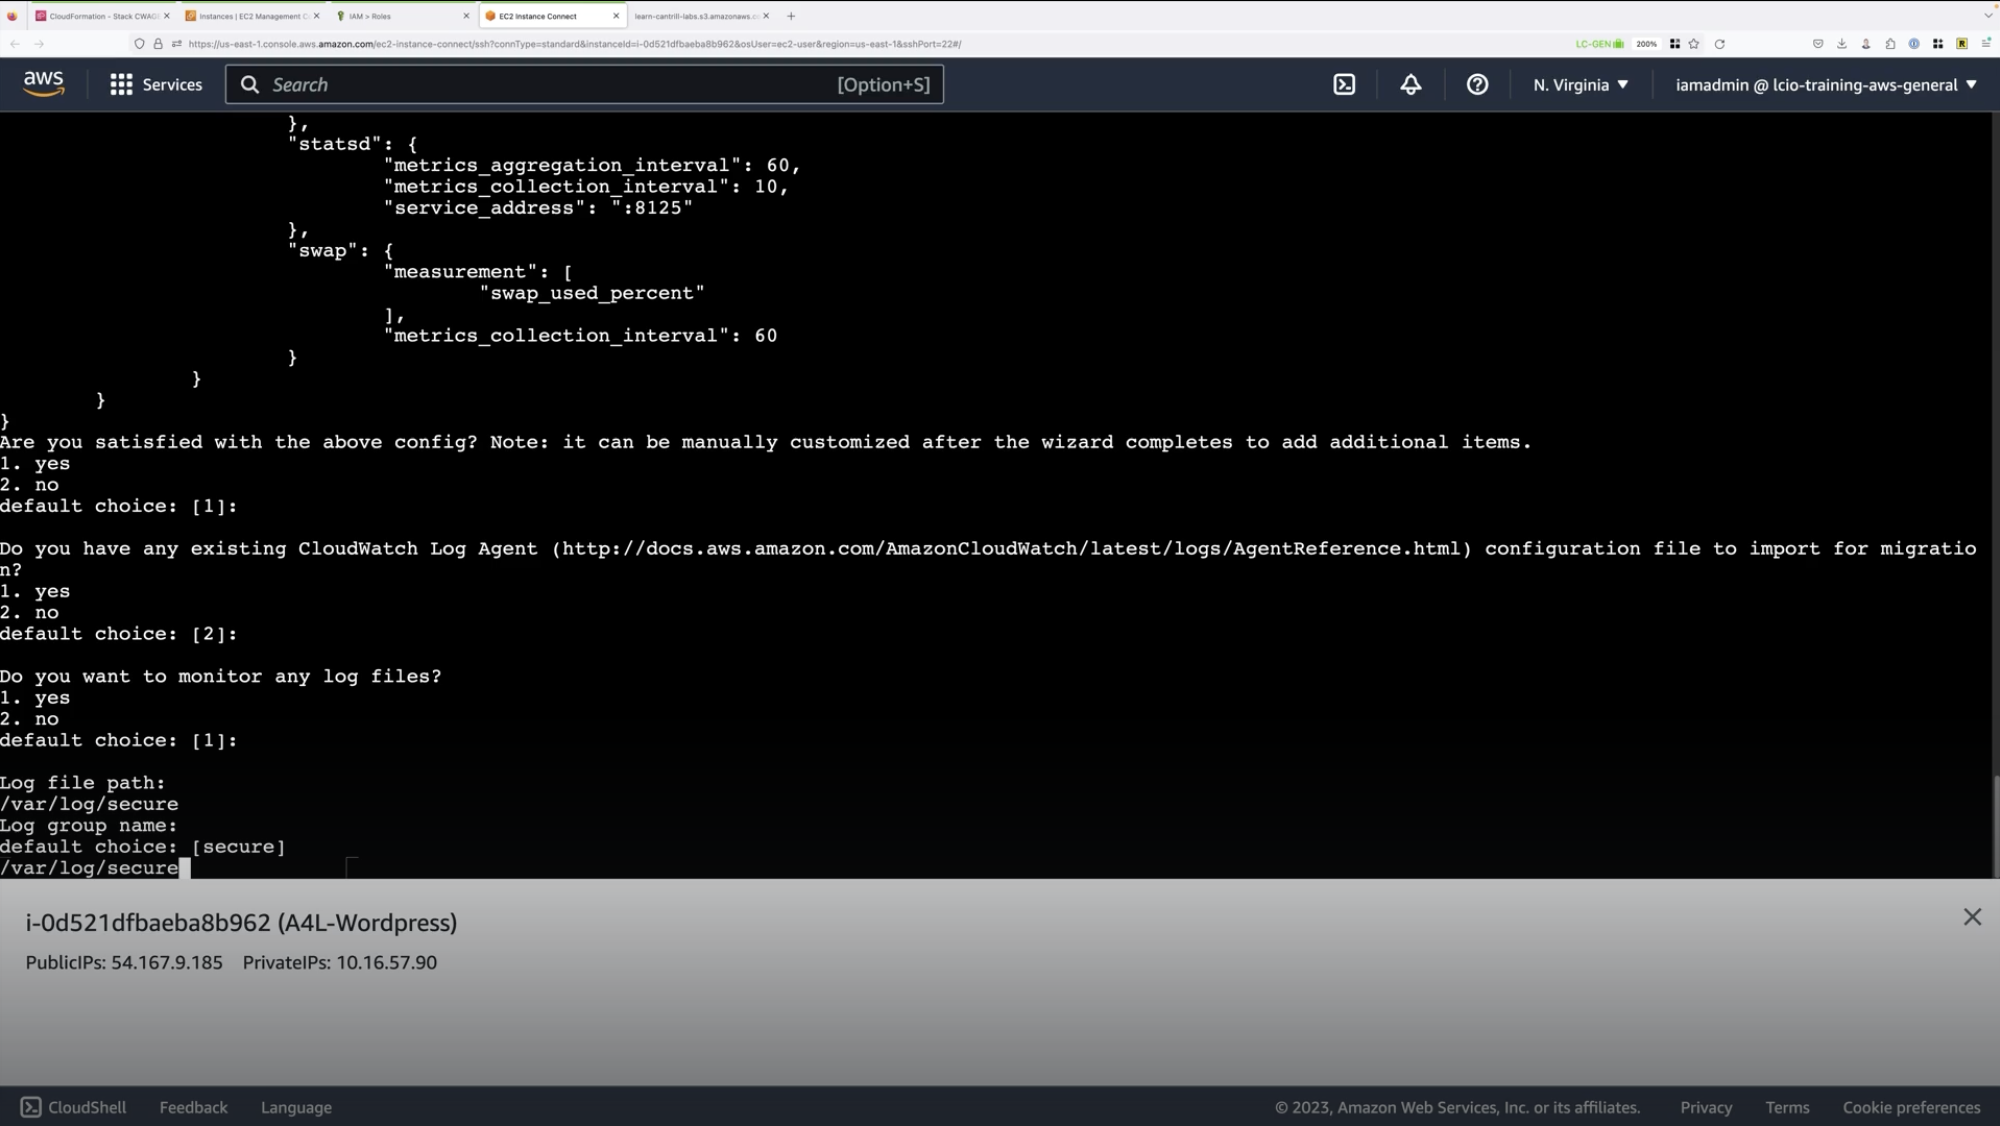 CloudFormation - Stack CWAG
Instances | EC2 Management C
IAM > Roles
EC2 Instance Connect
learn-cantrill-labs.s3.amazonaws.c
https://us-east-1.console.aws.amazon.com/ec2-instance-connect/ssh?connType=standard&instanceId=i-0d521dfbaeba8b962&osUser=ec2-user&region=us-east-1&sshPort=22#/
LC-GEN
200%
aws
Services
Search
[Option+S]
N. Virginia
iamadmin @ lcio-training-aws-general
},
"statsd": {
"metrics_aggregation_interval": 60,
"metrics_collection_interval": 10,
"service_address": ":8125"
},
"swap": {
"measurement": [
"swap_used_percent"
],
"metrics_collection_interval": 60
}
}
}
}
Are you satisfied with the above config? Note: it can be manually customized after the wizard completes to add additional items.
1. yes
2. no
default choice: [1]:
Do you have any existing CloudWatch Log Agent (http://docs.aws.amazon.com/AmazonCloudWatch/latest/logs/AgentReference.html) configuration file to import for migratio
n?
1. yes
2. no
default choice: [2]:
Do you want to monitor any log files?
1. yes
2. no
default choice: [1]:
Log file path:
/var/log/secure
Log group name:
default choice: [secure]
/var/log/secure
i-0d521dfbaeba8b962 (A4L-Wordpress)
PublicIPs: 54.167.9.185 PrivateIPs: 10.16.57.90
CloudShell
Feedback
Language
© 2023, Amazon Web Services, Inc. or its affiliates.
Privacy
Terms
Cookie preferences